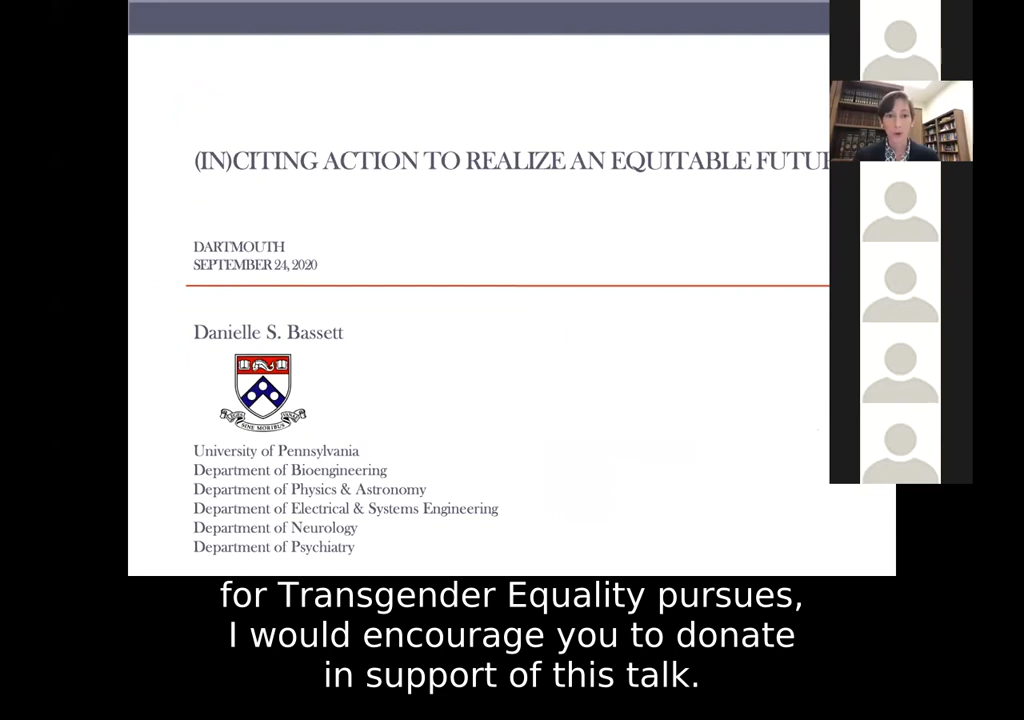 (IN)CITING ACTION TO REALIZE AN EQUITABLE FUTU
DARTMOUTH
SEPTEMBER 24, 2020
Danielle S. Bassett
SINE MORIBUS
University of Pennsylvania
Department of Bioengineering
Department of Physics & Astronomy
Department of Electrical & Systems Engineering
Department of Neurology
Department of Psychiatry
for Transgender Equality pursues,
I would encourage you to donate
in support of this talk.